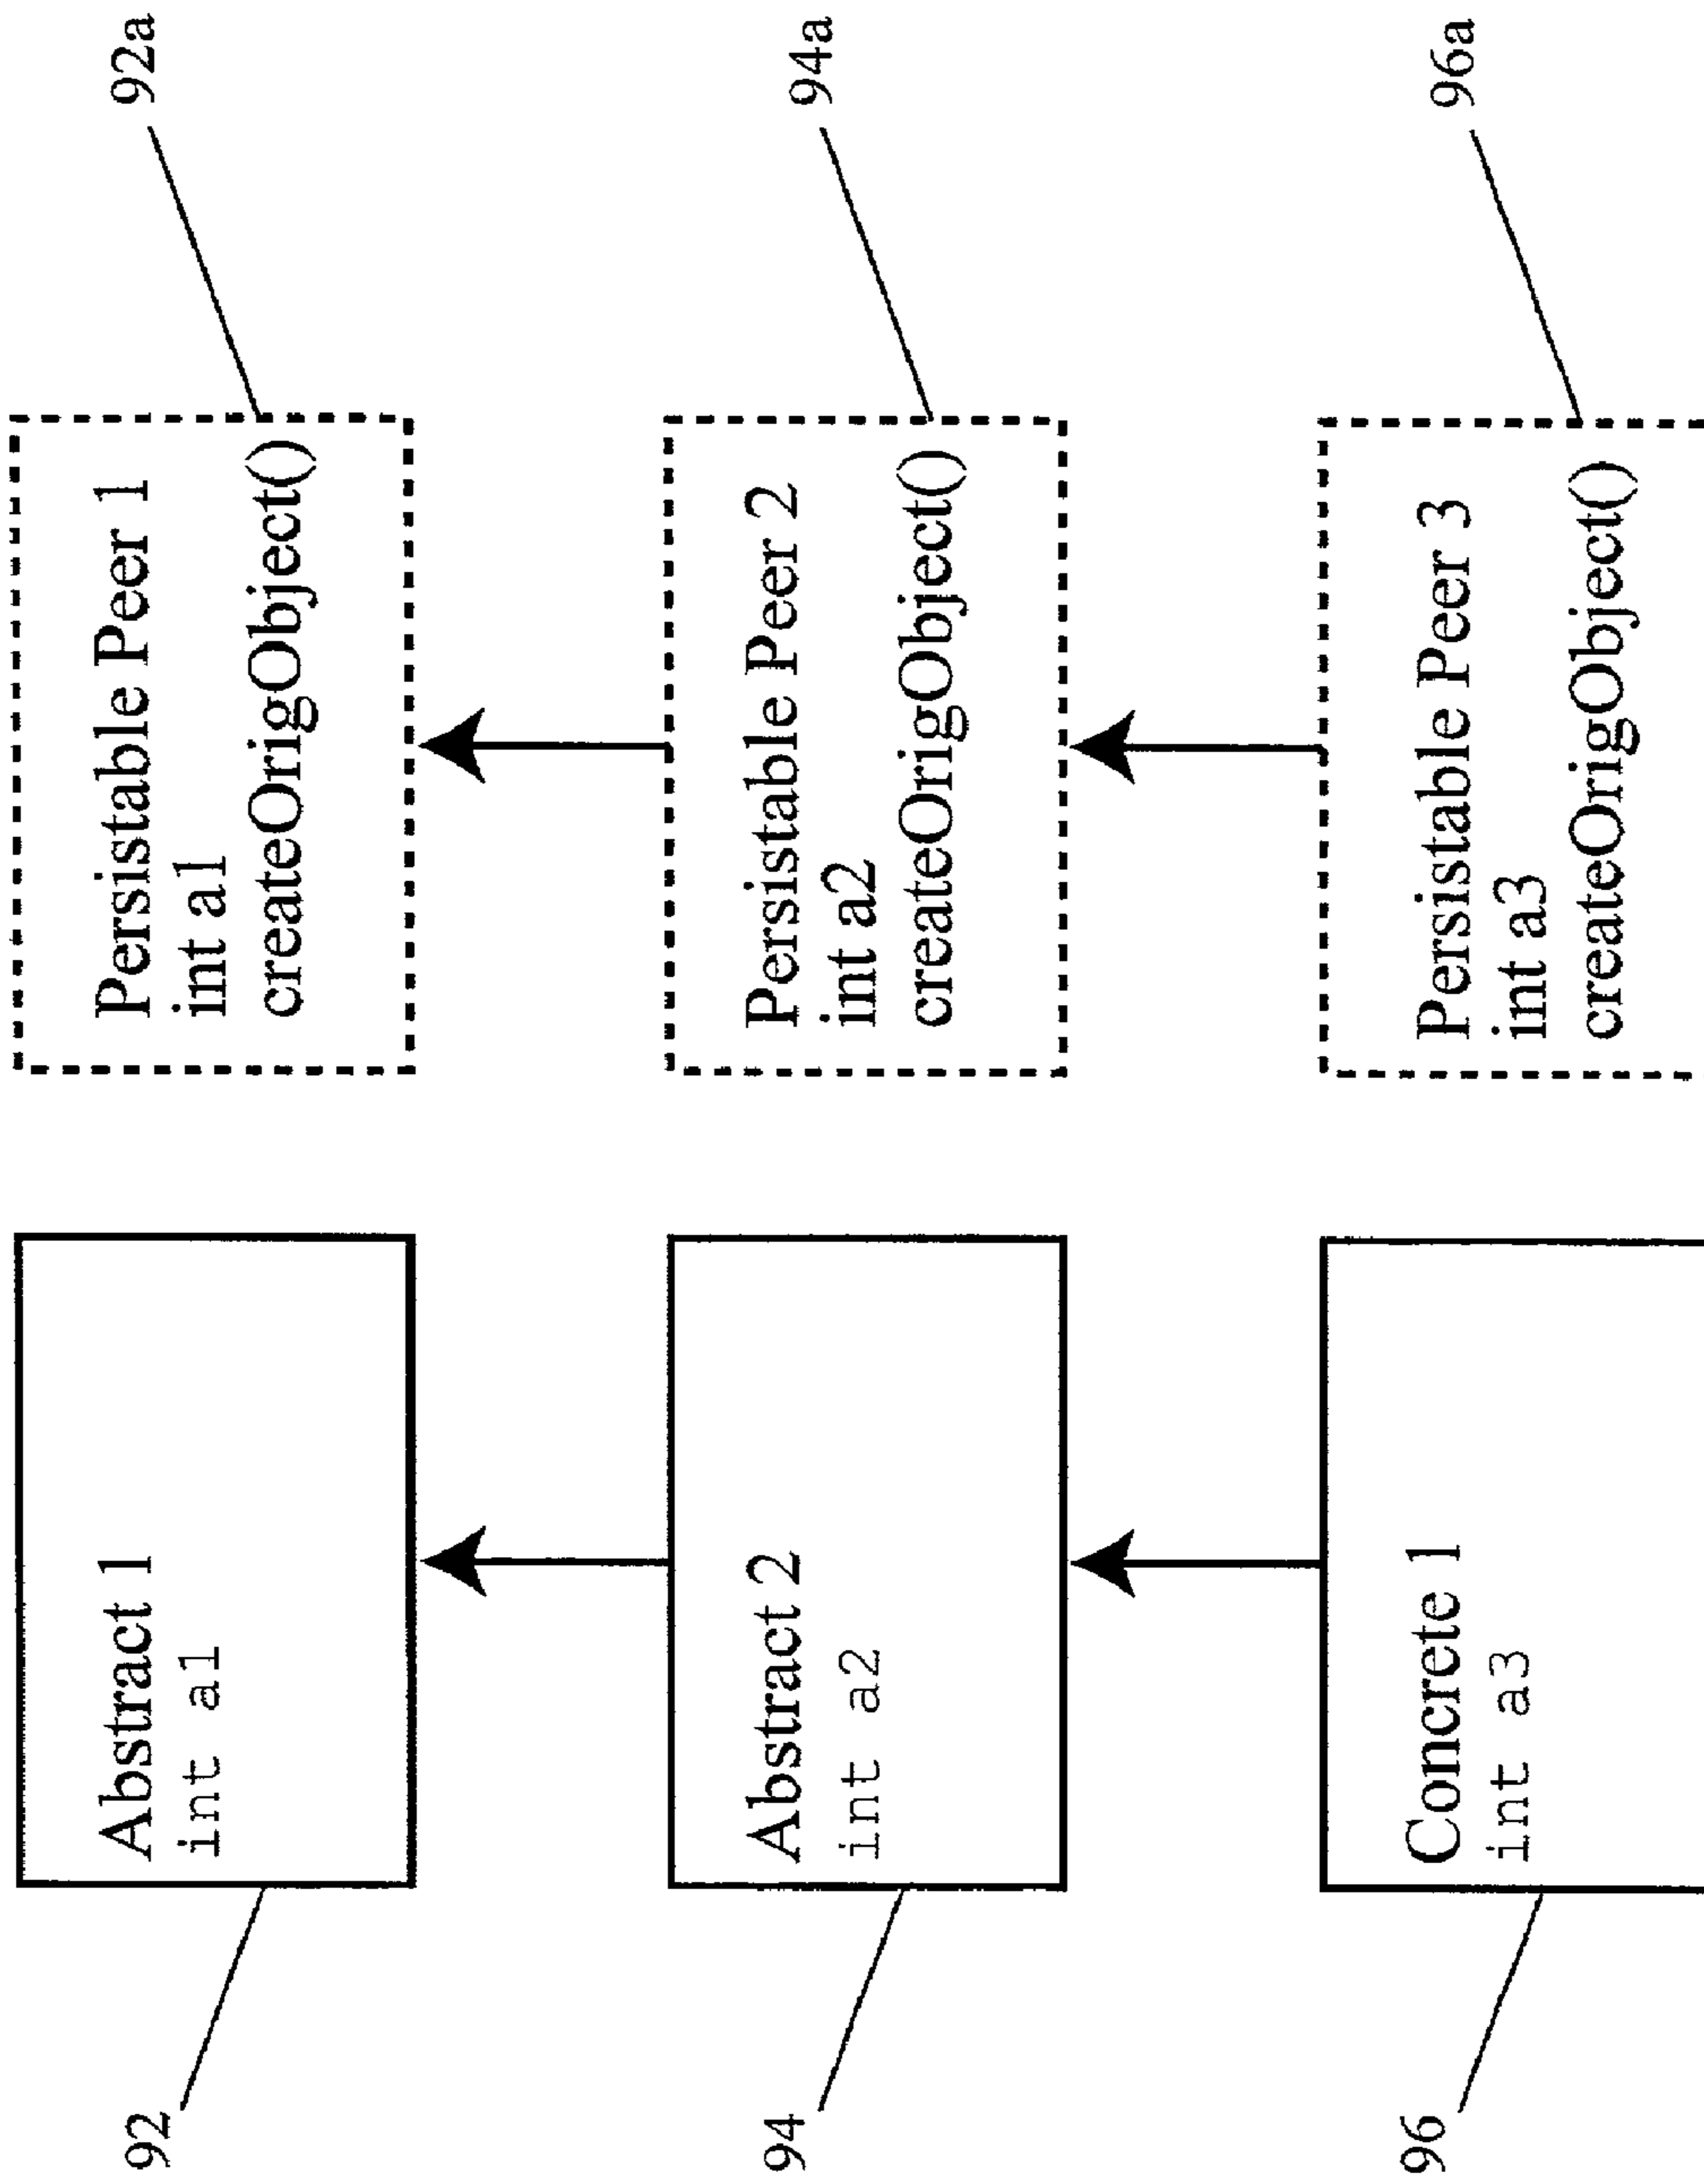 92
Abstract 1
int a1
Persistable Peer 1
int a1
createOrigObject()
92a
94
Abstract 2
int a2
Persistable Peer 2
int a2
createOrigObject()
94a
96
Concrete 1
int a3
Persistable Peer 3
int a3
createOrigObject()
96a